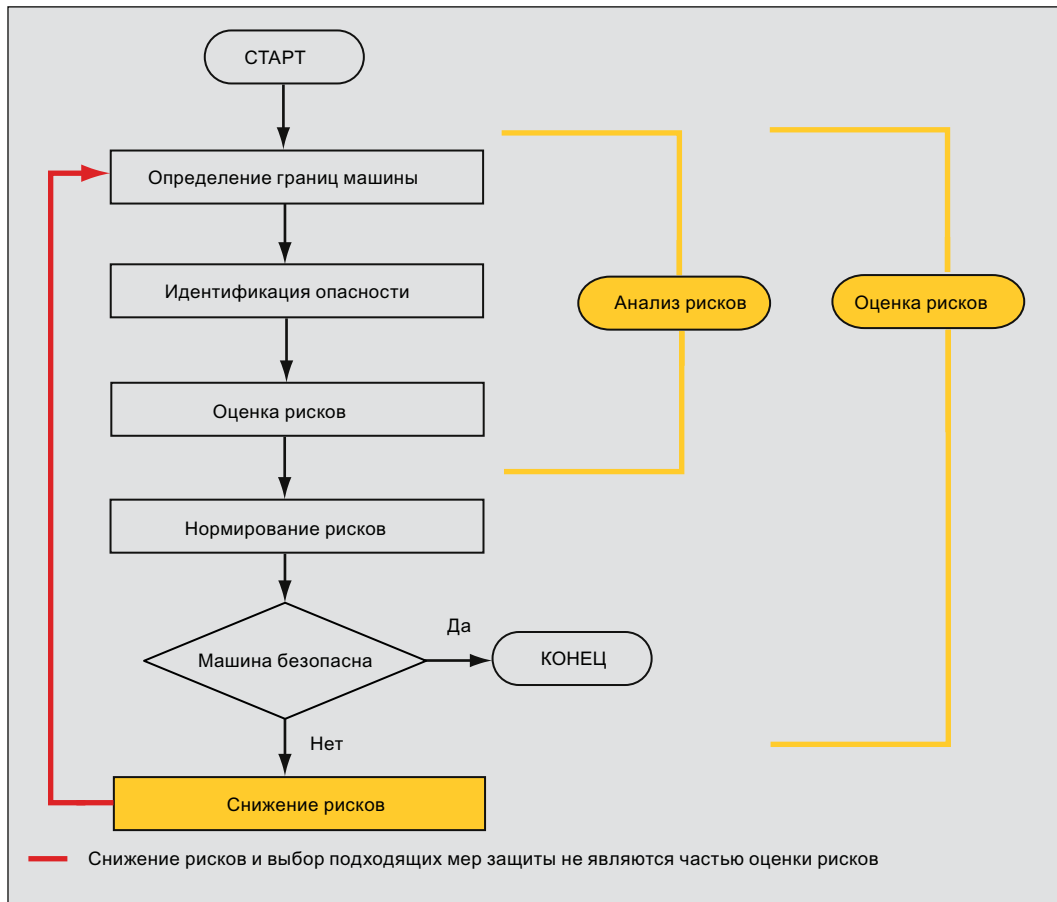 СТАРТ
Определение границ машины
Идентификация опасности
Анализ рисков
Оценка рисков
Оценка рисков
Нормирование рисков
Да
Машина безопасна
КОНЕЦ
Нет
Снижение рисков
Снижение рисков и выбор подходящих мер защиты не являются частью оценки рисков